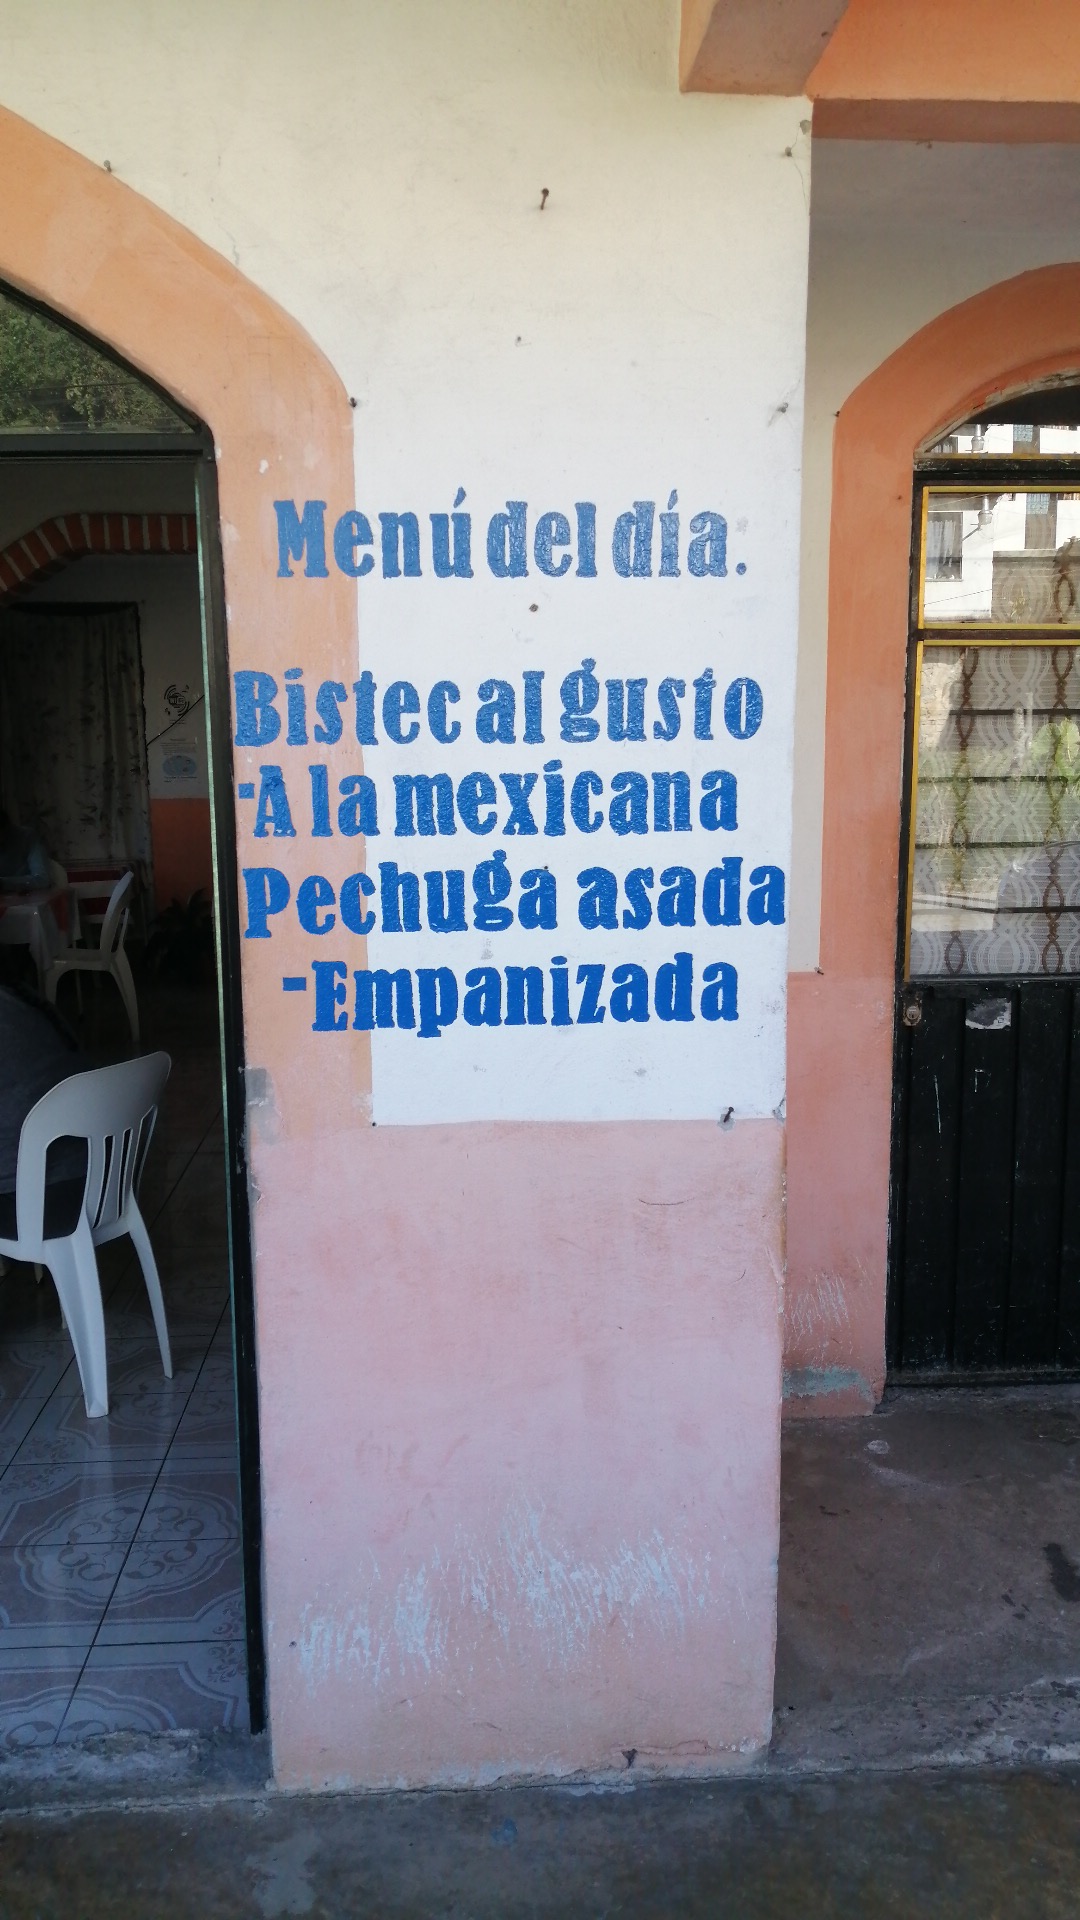 Menú del día.
Bistec al gusto
-A la mexicana
Pechuga asada
-Empanizada